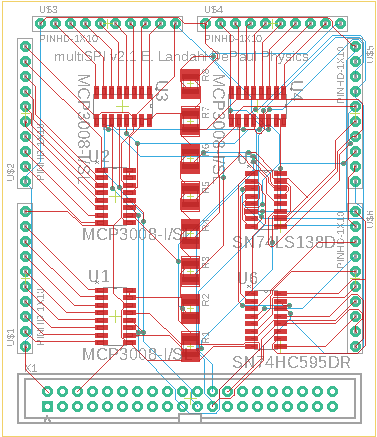 U$3
U$4
PINHD-1X10
PINHD-1X10
multiSPI v2.1 E. Landahl DePaul Physics
U$5
PINHD-1X10
U3
MCP3008-I/SL
U4
MCP3008-I/SL
R8
R7
R6
R5
R4
R3
R2
R1
U$2
PINHD-1X10
U2
MCP3008-I/SL
SN74LS138D
U$6
PINHD-1X10
U1
MCP3008-I/SL
U6
SN74HC595DR
U$1
PINHD-1X10
X1